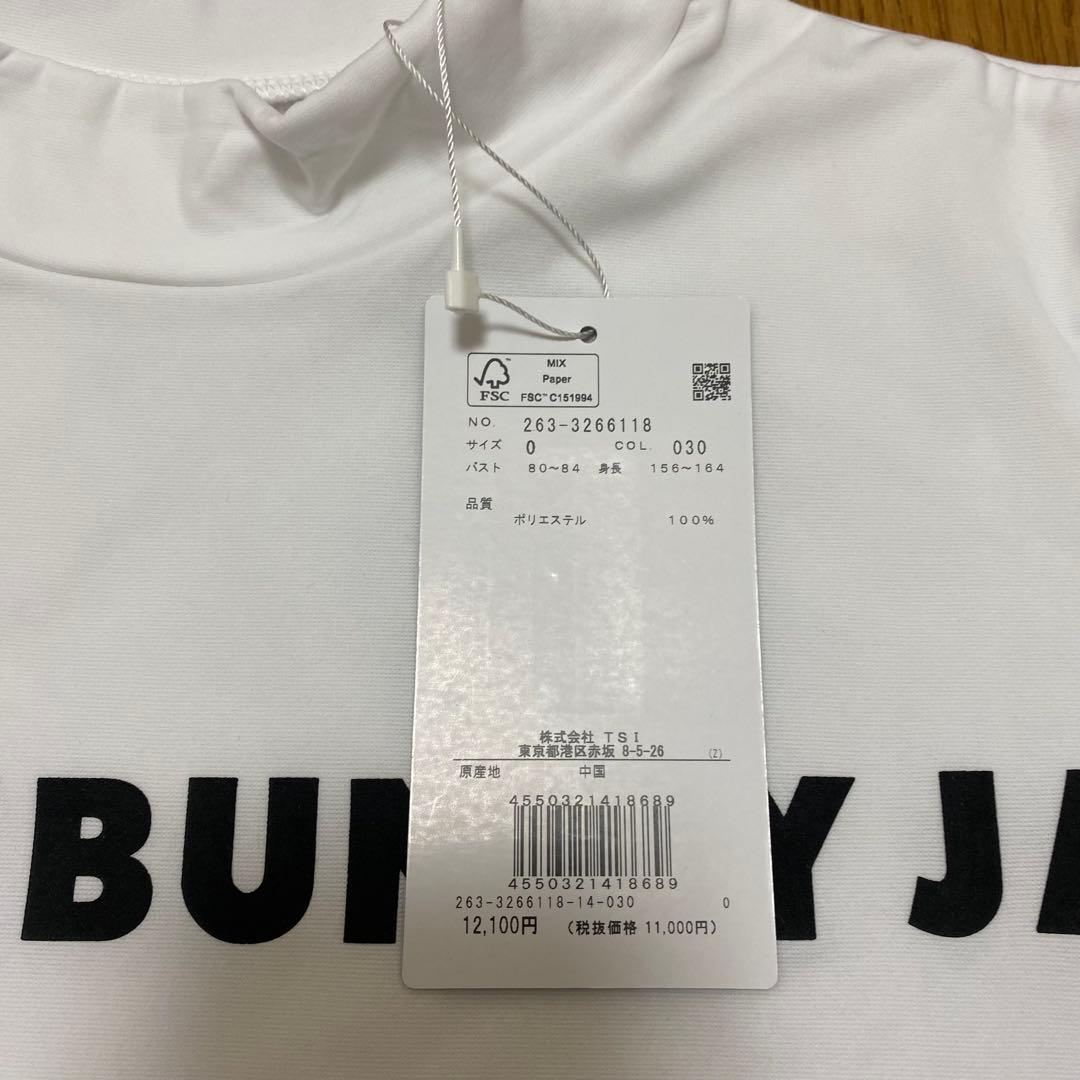 MIX
Paper
FSC™ C151994
FSC
NO. 263-3266118
サイズ 0 COL. 030
バスト 80～84 身長 156～164
品質
ポリエステル 100%
株式会社 TSI
東京都港区赤坂 8-5-26 (Z)
原産地 中国
4550321418689
4550321418689
263-3266118-14-030 0
12,100円 (税抜価格 11,000円)